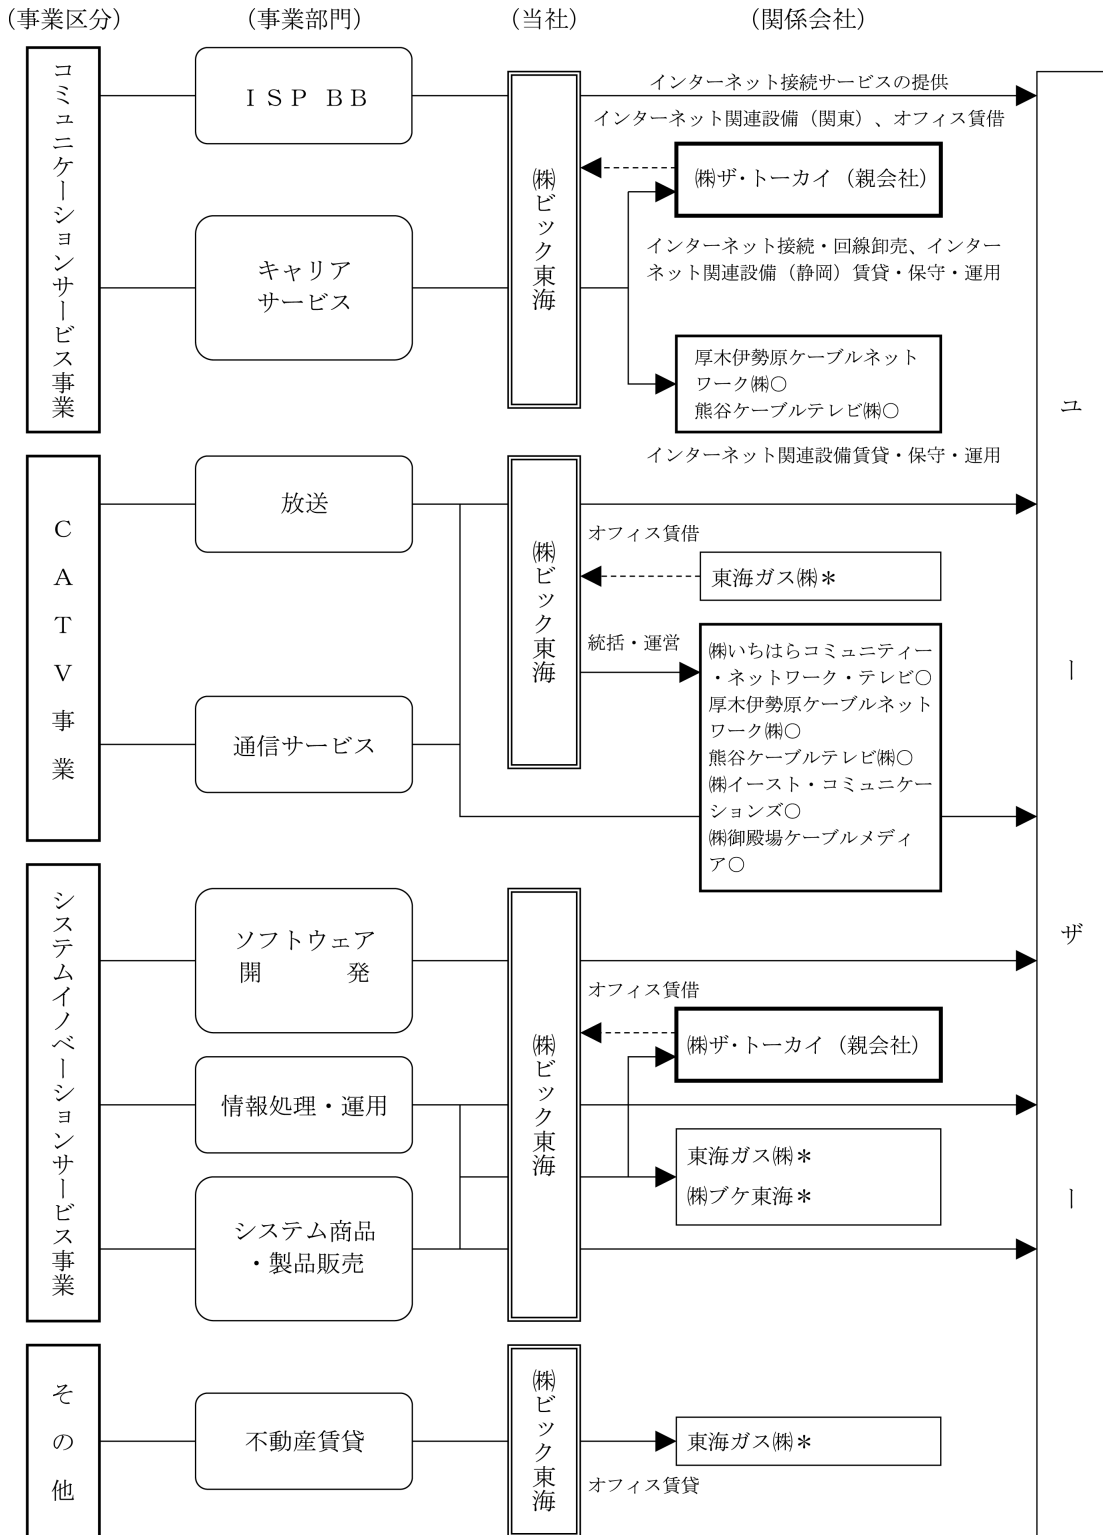 （事業区分）
（事業部門）
（当社）
（関係会社）
コミュニケーションサービス事業
ＩＳＰ ＢＢ
キャリア
サービス
㈱ビック東海
インターネット接続サービスの提供
インターネット関連設備（関東）、オフィス賃借
㈱ザ・トーカイ（親会社）
インターネット接続・回線卸売、インター
ネット関連設備（静岡）賃貸・保守・運用
厚木伊勢原ケーブルネット
ワーク㈱○
熊谷ケーブルテレビ㈱○
インターネット関連設備賃貸・保守・運用
ＣＡＴＶ事業
放送
通信サービス
㈱ビック東海
オフィス賃借
東海ガス㈱＊
統括・運営
㈱いちはらコミュニティー
・ネットワーク・テレビ○
厚木伊勢原ケーブルネット
ワーク㈱○
熊谷ケーブルテレビ㈱○
㈱イースト・コミュニケー
ションズ○
㈱御殿場ケーブルメディ
ア○
システムイノベーションサービス事業
ソフトウェア
開発
情報処理・運用
システム商品
・製品販売
㈱ビック東海
オフィス賃借
㈱ザ・トーカイ（親会社）
東海ガス㈱＊
㈱ブケ東海＊
その他
不動産賃貸
㈱ビック東海
東海ガス㈱＊
オフィス賃貸
ユーザー